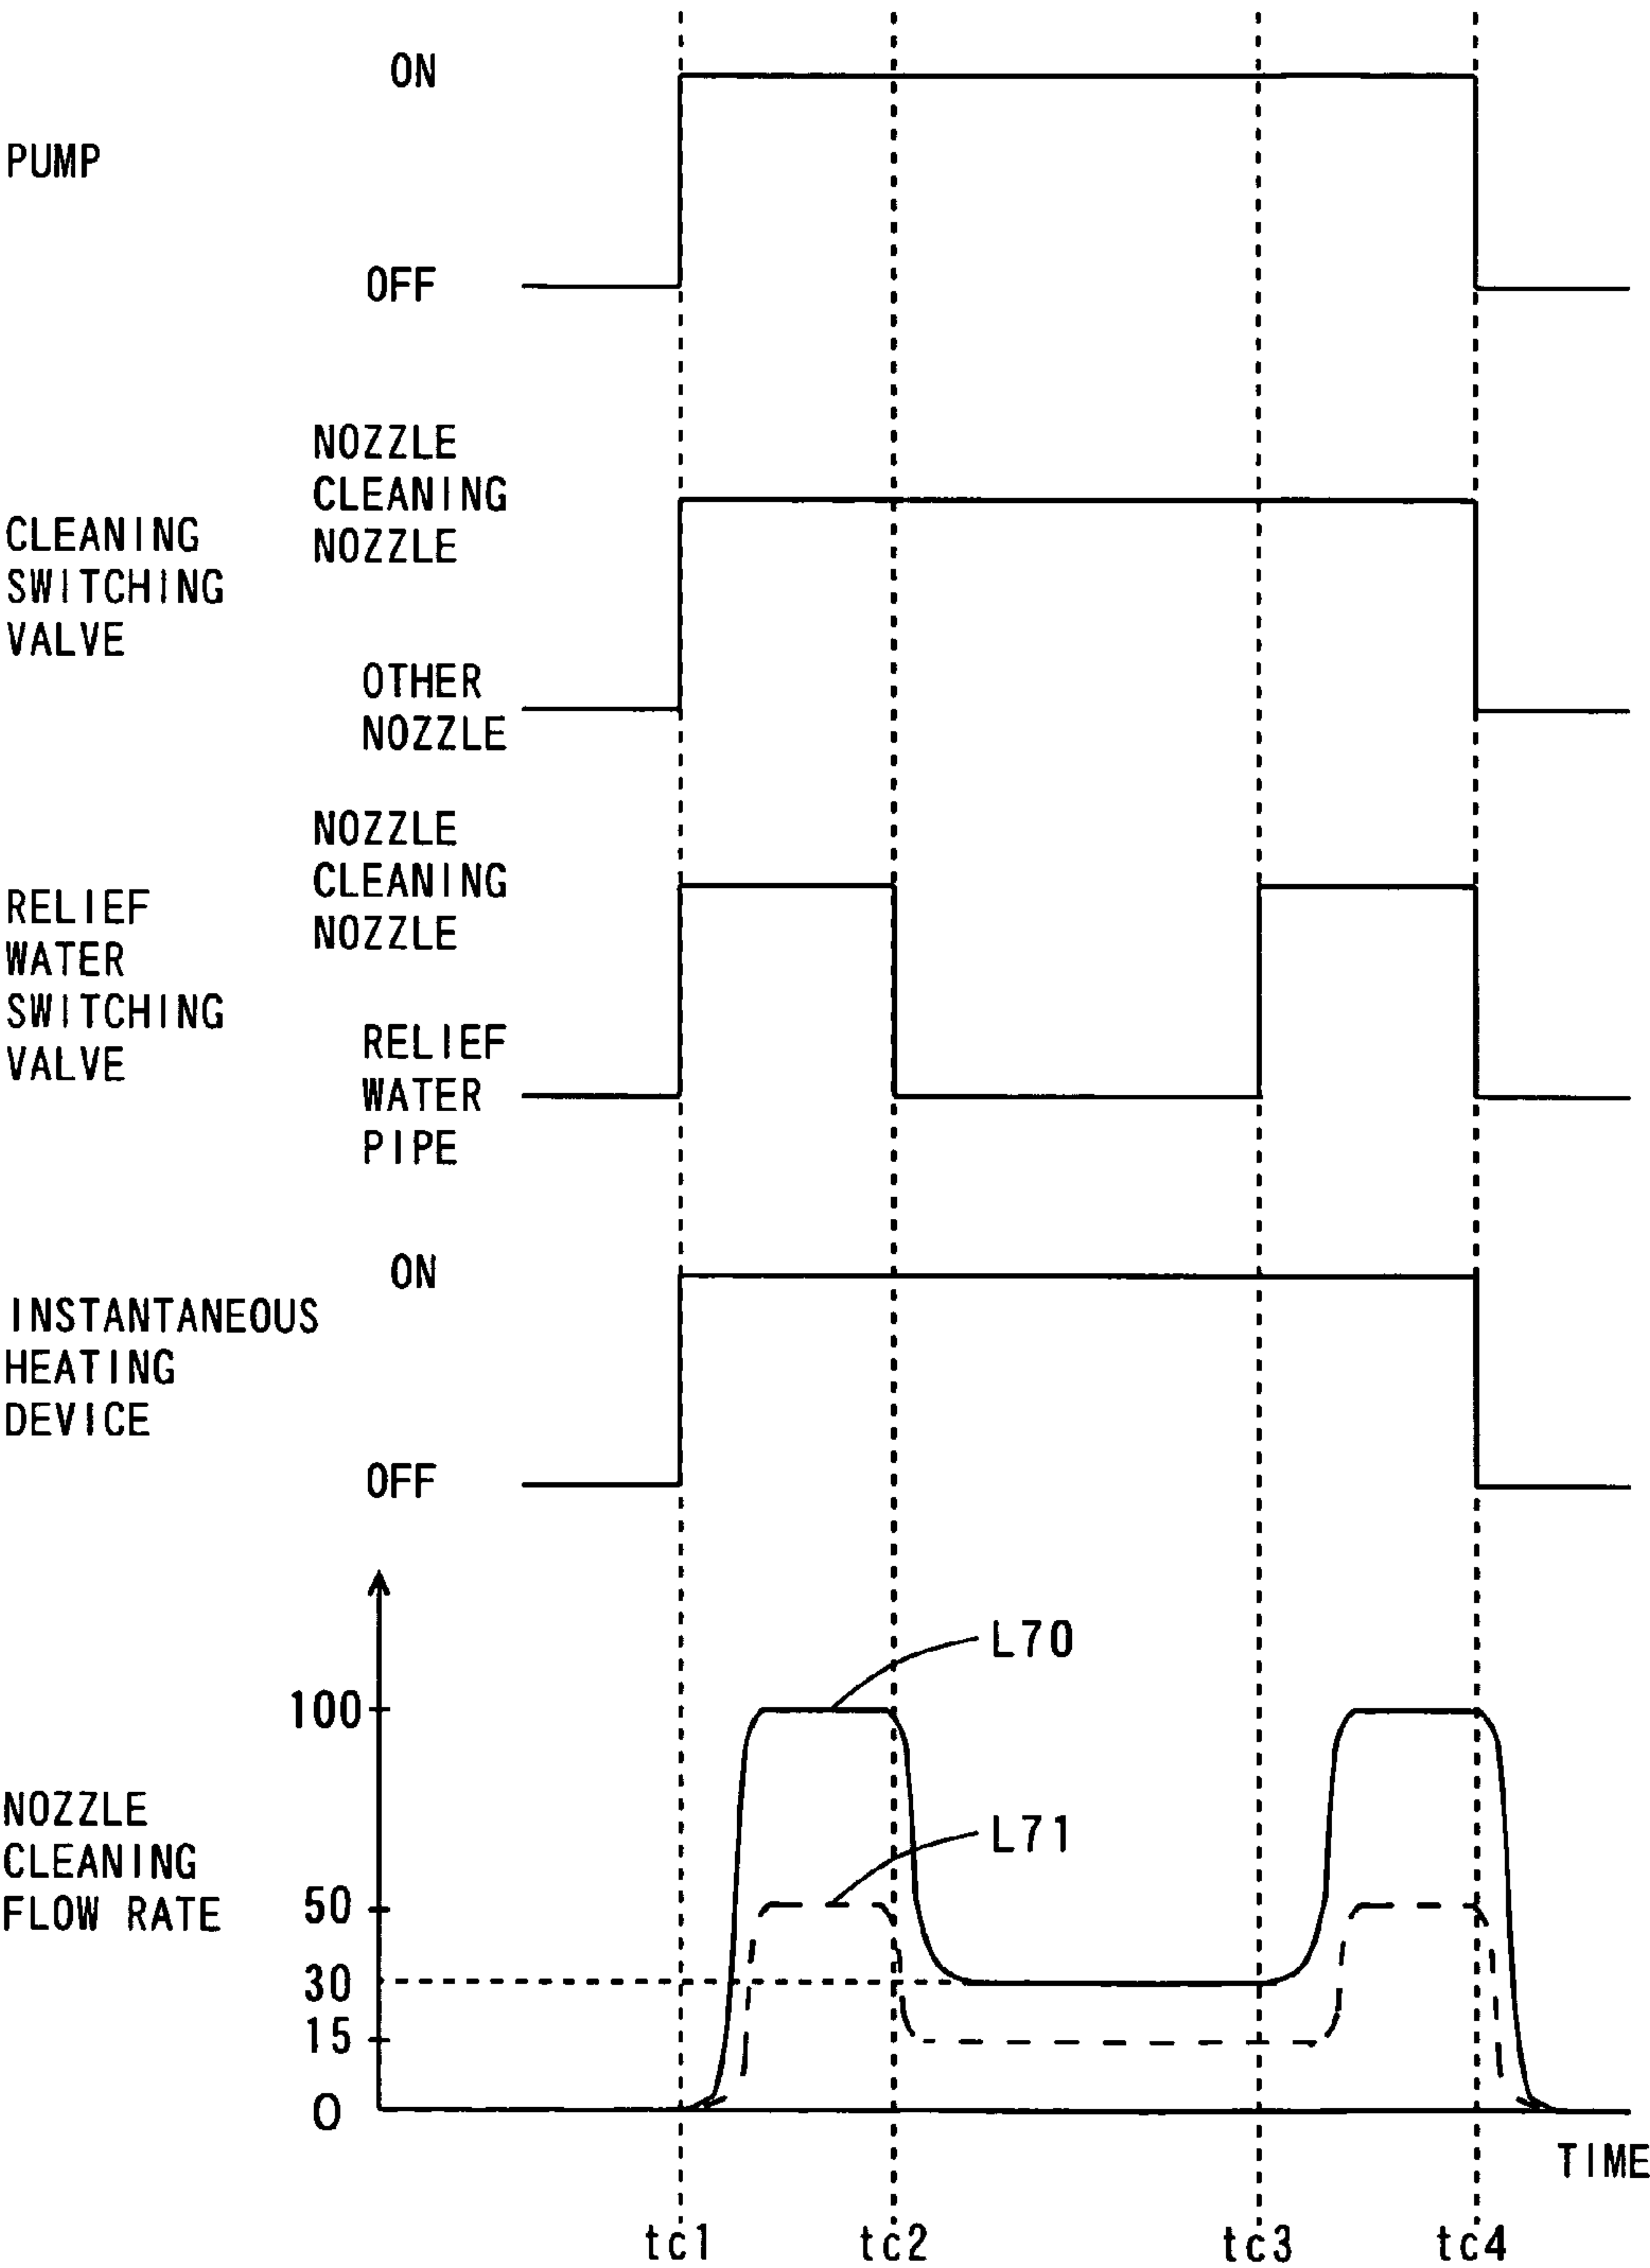 ON
PUMP
OFF
NOZZLE
CLEANING
NOZZLE
CLEANING
SWITCHING
VALVE
OTHER
NOZZLE
NOZZLE
CLEANING
NOZZLE
RELIEF
WATER
SWITCHING
VALVE
RELIEF
WATER
PIPE
ON
INSTANTANEOUS
HEATING
DEVICE
OFF
L70
100
L71
NOZZLE
CLEANING
FLOW RATE
50
30
15
0
TIME
tc1 tc2 tc3 tc4